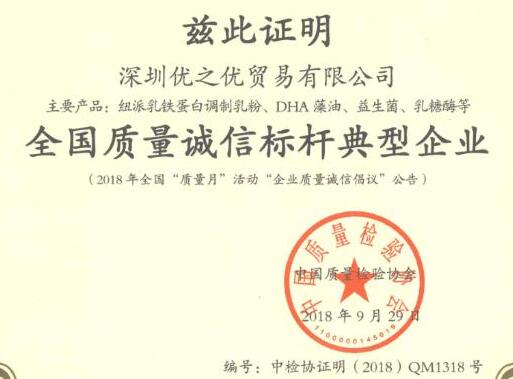 兹此证明
深圳优之优贸易有限公司
主要产品：纽派乳铁蛋白调制乳粉、DHA 藻油、益生菌、乳糖酶等
全国质量诚信标杆典型企业
（2018 年全国“质量月”活动“企业质量诚信倡议”公告）
中国质量检验协会
中国质量检验协会
2018 年 9 月 29 日
1100000145019
编号：中检协证明（2018）QM1318 号